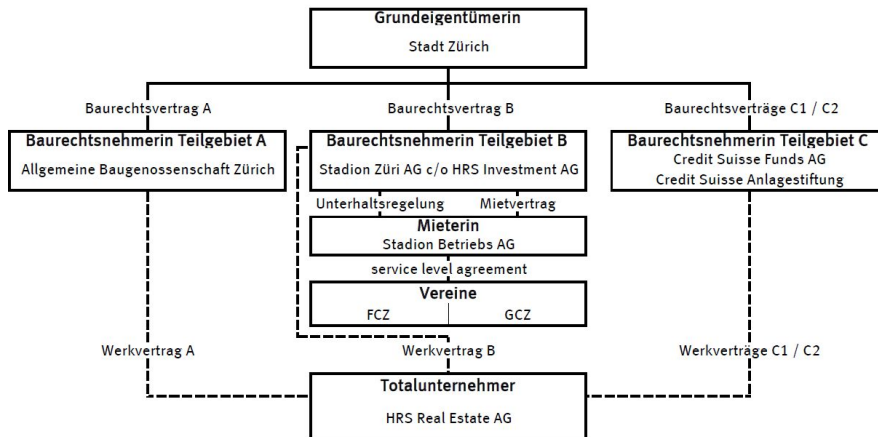 Grundeigentümerin
Stadt Zürich
Baurechtsvertrag A
Baurechtsvertrag B
Baurechtsverträge C1 / C2
Baurechtsnehmerin Teilgebiet A
Allgemeine Baugenossenschaft Zürich
Baurechtsnehmerin Teilgebiet B
Stadion Züri AG c/o HRS Investment AG
Baurechtsnehmerin Teilgebiet C
Credit Suisse Funds AG
Credit Suisse Anlagestiftung
Unterhaltsregelung
Mietvertrag
Mieterin
Stadion Betriebs AG
service level agreement
Vereine
FCZ
GCZ
Werkvertrag A
Werkvertrag B
Werkverträge C1 / C2
Totalunternehmer
HRS Real Estate AG